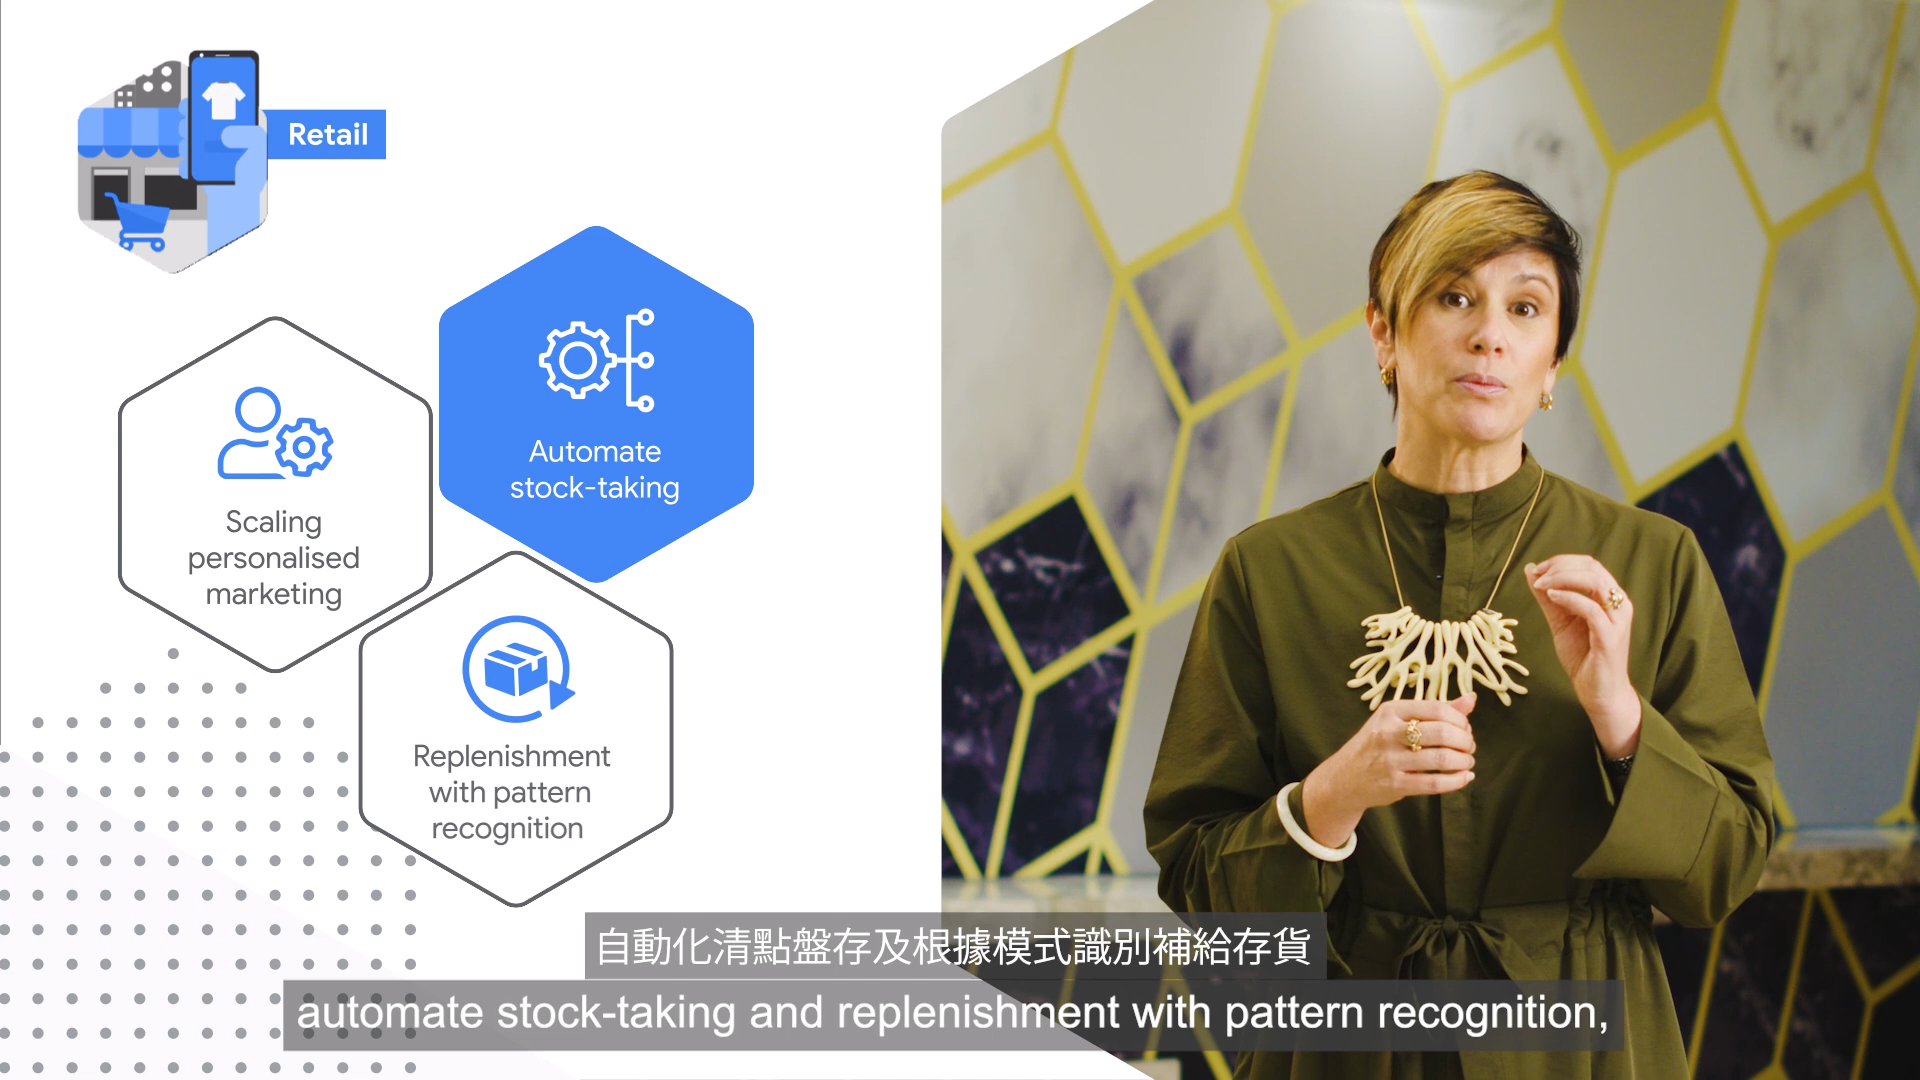 Retail
Automate
stock-taking
Scaling
personalised
marketing
Replenishment
with pattern
recognition
自動化清點盤存及根據模式識別補給存貨
automate stock-taking and replenishment with pattern recognition,